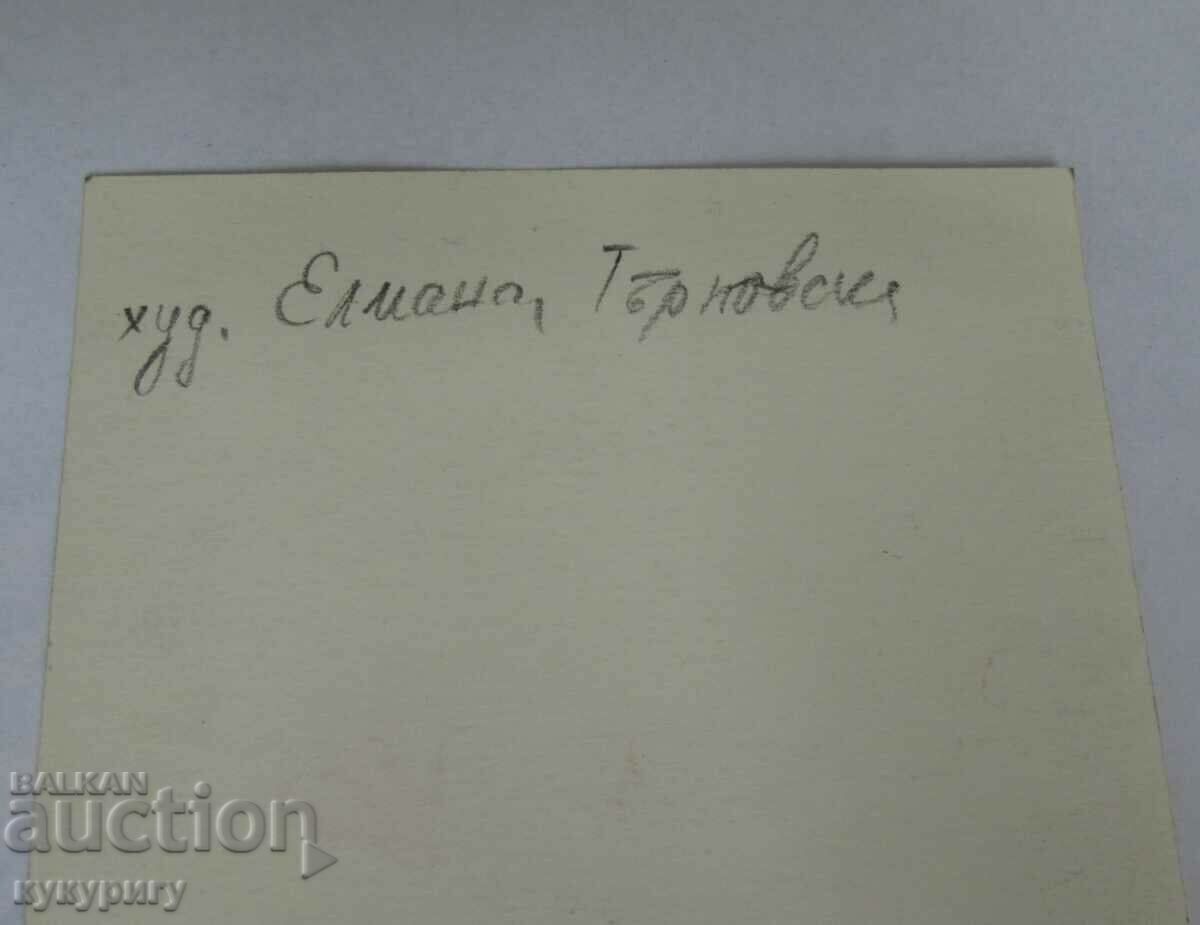 худ. Елмана Търновска
BALKAN
auction
кукуригу